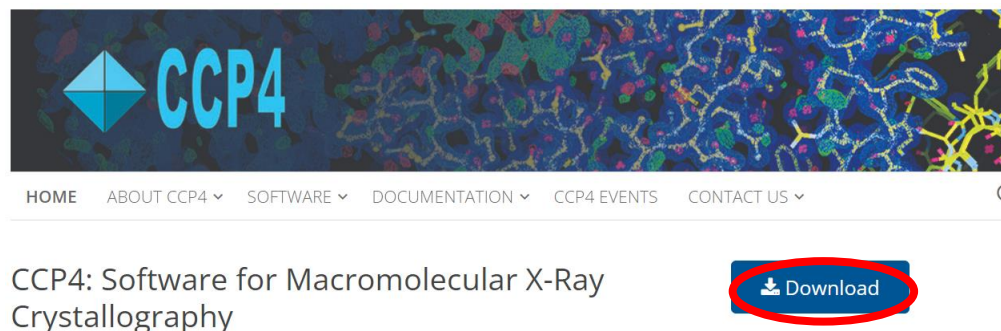 CCP4
HOME ABOUT CCP4 SOFTWARE DOCUMENTATION CCP4 EVENTS CONTACT US
CCP4: Software for Macromolecular X-Ray
Crystallography
Download